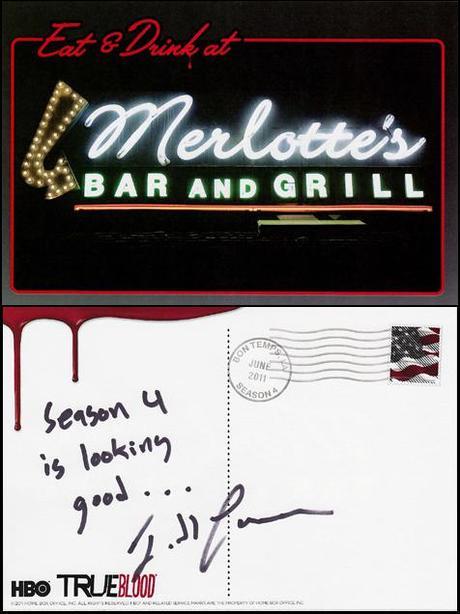 Eat & Drink at
Merlotte's
BAR AND GRILL
BON TEMPS, LA
JUNE
2011
SEASON 4
Season 4
is looking
good...
HBO TRUEBLOOD